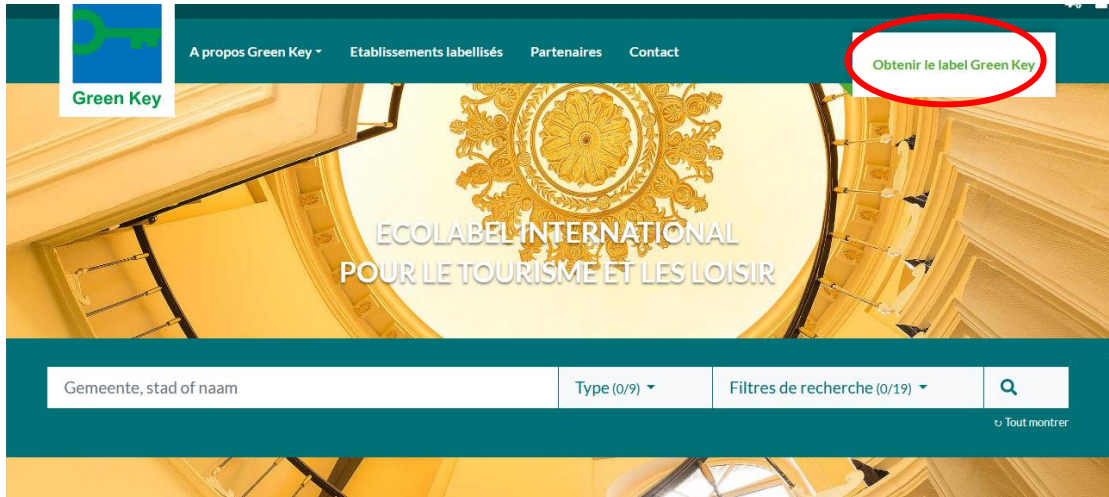 A propos Green Key
Etablissements labellisés
Partenaires
Contact
Obtenir le label Green Key
Green Key
ECOLABEL INTERNATIONAL
POUR LE TOURISME ET LES LOISIR
Gemeente, stad of naam
Type (0/9)
Filtres de recherche (0/19)
↻ Tout montrer